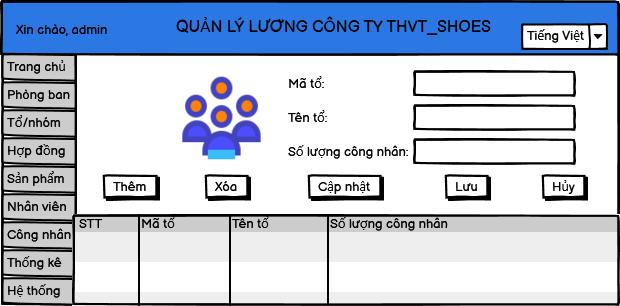 Xin chào, admin
QUẢN LÝ LƯƠNG CÔNG TY THVT_SHOES
Tiếng Việt
Trang chủ
Phòng ban
Tổ/nhóm
Hợp đồng
Sản phẩm
Nhân viên
Công nhân
Thống kê
Hệ thống
Mã tổ:
Tên tổ:
Số lượng công nhân:
Thêm
Xóa
Cập nhật
Lưu
Hủy
STT
Mã tổ
Tên tổ
Số lượng công nhân